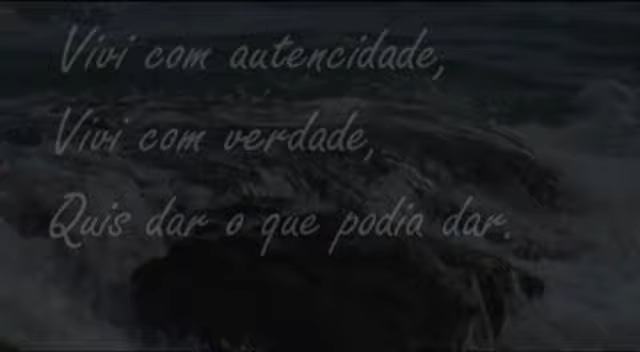 Vivi com autencidade,
Vivi com verdade,
Quis dar o que podia dar.